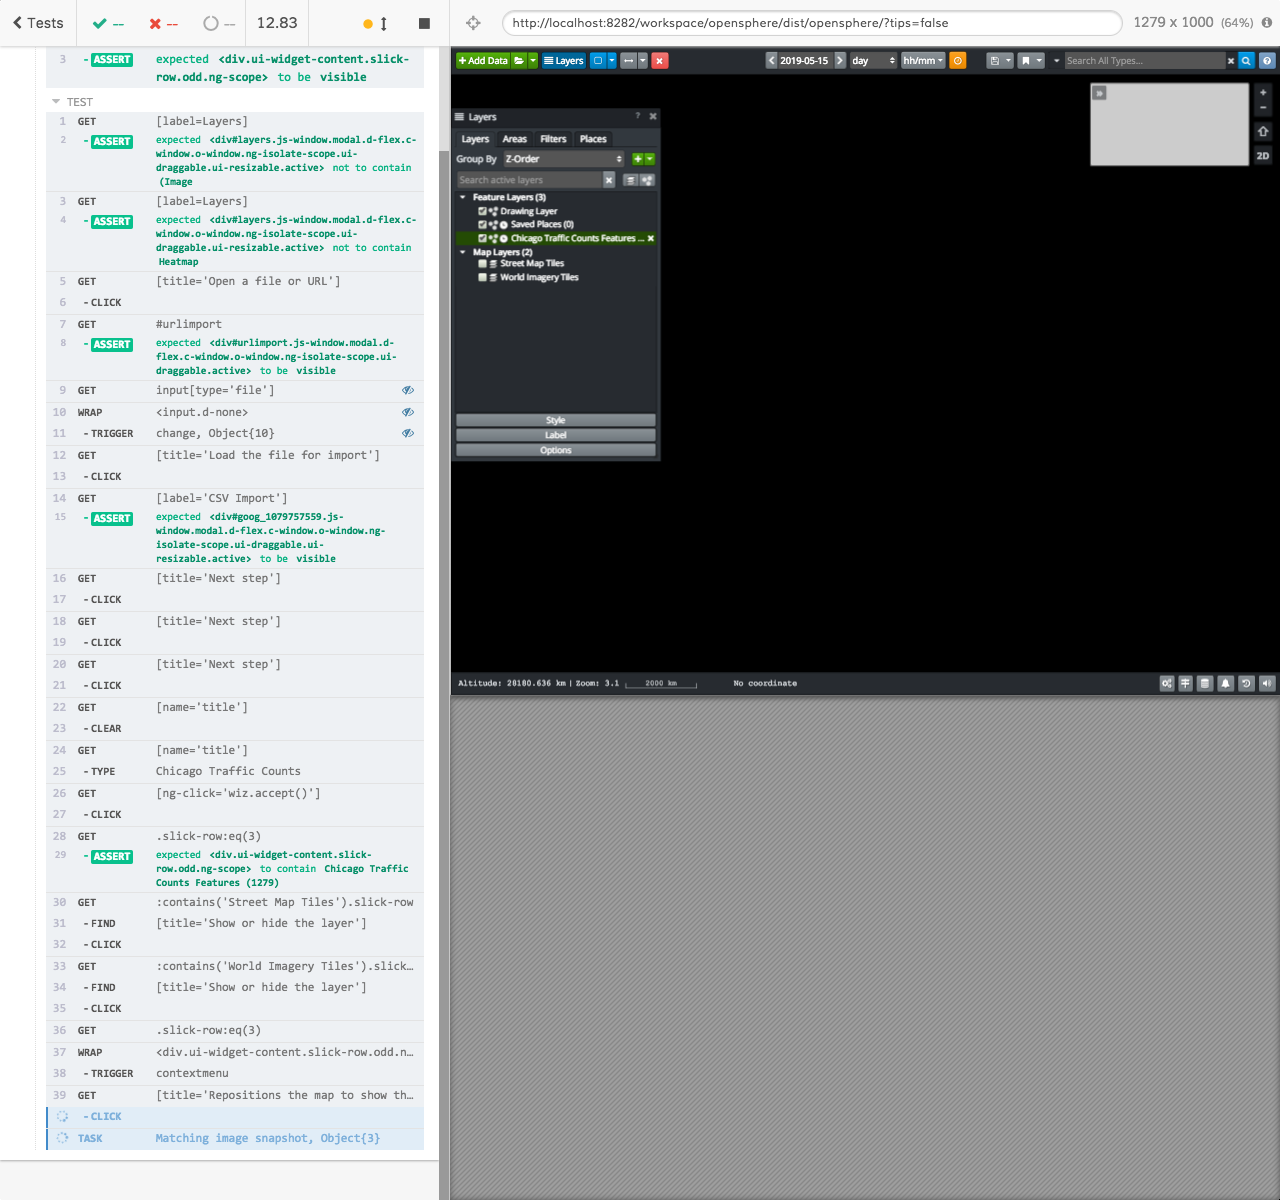 Tests -- -- -- 12.83 http://localhost:8282/workspace/opensphere/dist/opensphere/?tips=false 1279 x 1000 (64%)
3 - ASSERT expected <div.ui-widget-content.slick-
row.odd.ng-scope> to be visible
TEST
1 GET [label=Layers]
2 - ASSERT expected <div#layers.js-window.modal.d-flex.c-
window.o-window.ng-isolate-scope.ui-
draggable.ui-resizable.active> not to contain
(Image
3 GET [label=Layers]
4 - ASSERT expected <div#layers.js-window.modal.d-flex.c-
window.o-window.ng-isolate-scope.ui-
draggable.ui-resizable.active> not to contain
Heatmap
5 GET [title='Open a file or URL']
6 - CLICK
7 GET #urlimport
8 - ASSERT expected <div#urlimport.js-window.modal.d-
flex.c-window.o-window.ng-isolate-scope.ui-
draggable.active> to be visible
9 GET input[type='file']
10 WRAP <input.d-none>
11 - TRIGGER change, Object{10}
12 GET [title='Load the file for import']
13 - CLICK
14 GET [label='CSV Import']
15 - ASSERT expected <div#goog_1079757559.js-
window.modal.d-flex.c-window.o-window.ng-
isolate-scope.ui-draggable.ui-
resizable.active> to be visible
16 GET [title='Next step']
17 - CLICK
18 GET [title='Next step']
19 - CLICK
20 GET [title='Next step']
21 - CLICK
22 GET [name='title']
23 - CLEAR
24 GET [name='title']
25 - TYPE Chicago Traffic Counts
26 GET [ng-click='wiz.accept()']
27 - CLICK
28 GET .slick-row:eq(3)
29 - ASSERT expected <div.ui-widget-content.slick-
row.odd.ng-scope> to contain Chicago Traffic
Counts Features (1279)
30 GET :contains('Street Map Tiles').slick-row
31 - FIND [title='Show or hide the layer']
32 - CLICK
33 GET :contains('World Imagery Tiles').slick…
34 - FIND [title='Show or hide the layer']
35 - CLICK
36 GET .slick-row:eq(3)
37 WRAP <div.ui-widget-content.slick-row.odd.n…
38 - TRIGGER contextmenu
39 GET [title='Repositions the map to show th…
- CLICK
TASK Matching image snapshot, Object{3}
Add Data Layers 2019-05-15 day hh/mm Search All Types...
Layers ?
Layers Areas Filters Places
Group By Z-Order
Search active layers
Feature Layers (3)
Drawing Layer
Saved Places (0)
Chicago Traffic Counts Features ...
Map Layers (2)
Street Map Tiles
World Imagery Tiles
Style
Label
Options
2D
Altitude: 28180.636 km | Zoom: 3.1 2000 km No coordinate